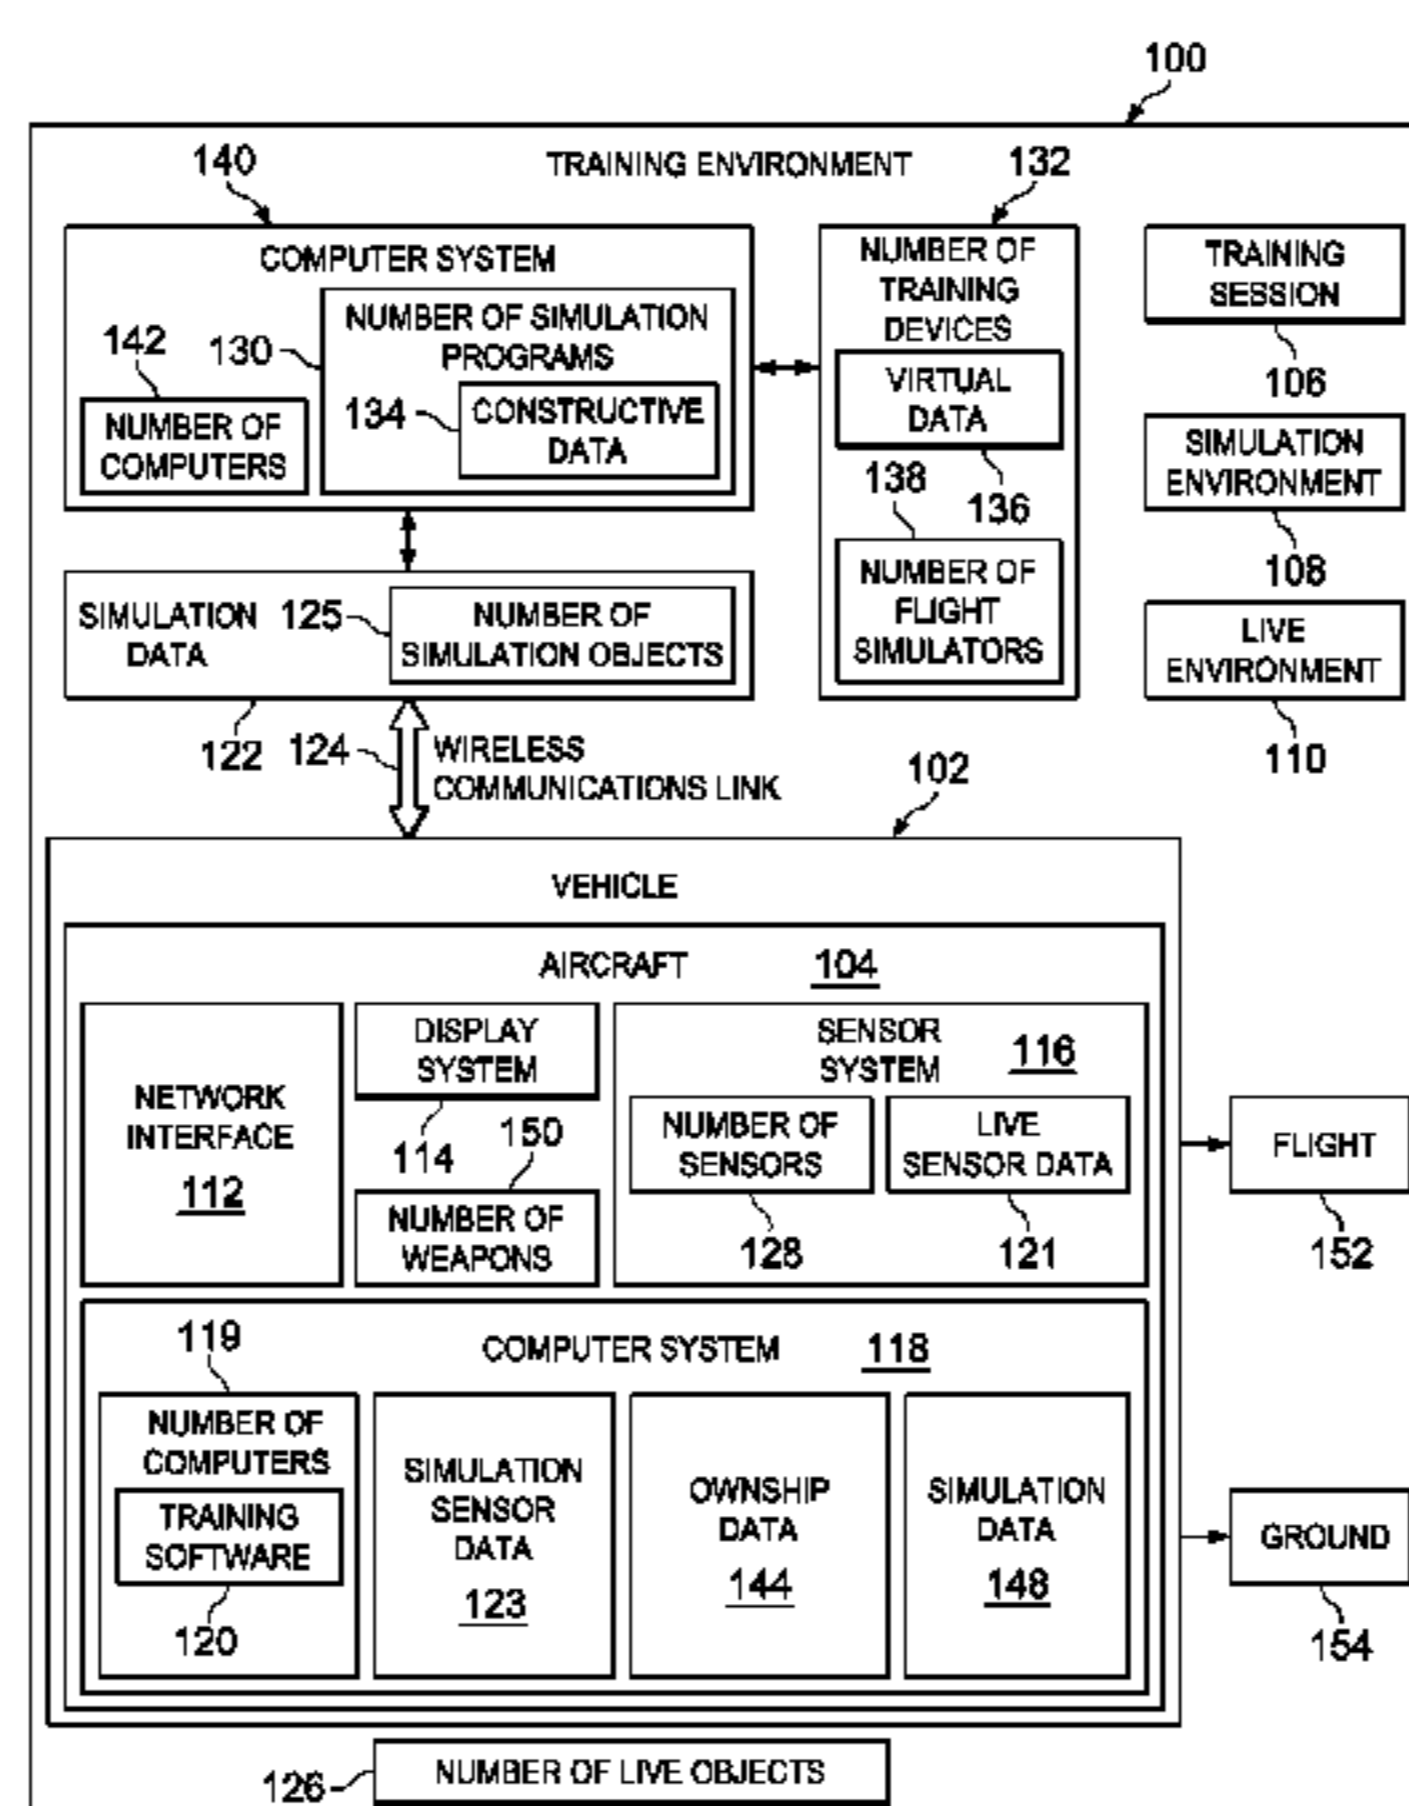 100
TRAINING ENVIRONMENT
140
132
COMPUTER SYSTEM
142
130
NUMBER OF SIMULATION
PROGRAMS
134
CONSTRUCTIVE
DATA
NUMBER OF
COMPUTERS
NUMBER OF
TRAINING
DEVICES
VIRTUAL
DATA
136
138
NUMBER OF
FLIGHT
SIMULATORS
TRAINING
SESSION
106
SIMULATION
ENVIRONMENT
108
LIVE
ENVIRONMENT
110
SIMULATION
DATA
125
NUMBER OF
SIMULATION OBJECTS
122
124
WIRELESS
COMMUNICATIONS LINK
102
VEHICLE
AIRCRAFT 104
NETWORK
INTERFACE
112
DISPLAY
SYSTEM
114
150
NUMBER OF
WEAPONS
SENSOR
SYSTEM
116
NUMBER OF
SENSORS
128
LIVE
SENSOR DATA
121
FLIGHT
152
119
COMPUTER SYSTEM 118
NUMBER OF
COMPUTERS
TRAINING
SOFTWARE
120
SIMULATION
SENSOR
DATA
123
OWNSHIP
DATA
144
SIMULATION
DATA
148
GROUND
154
126
NUMBER OF LIVE OBJECTS